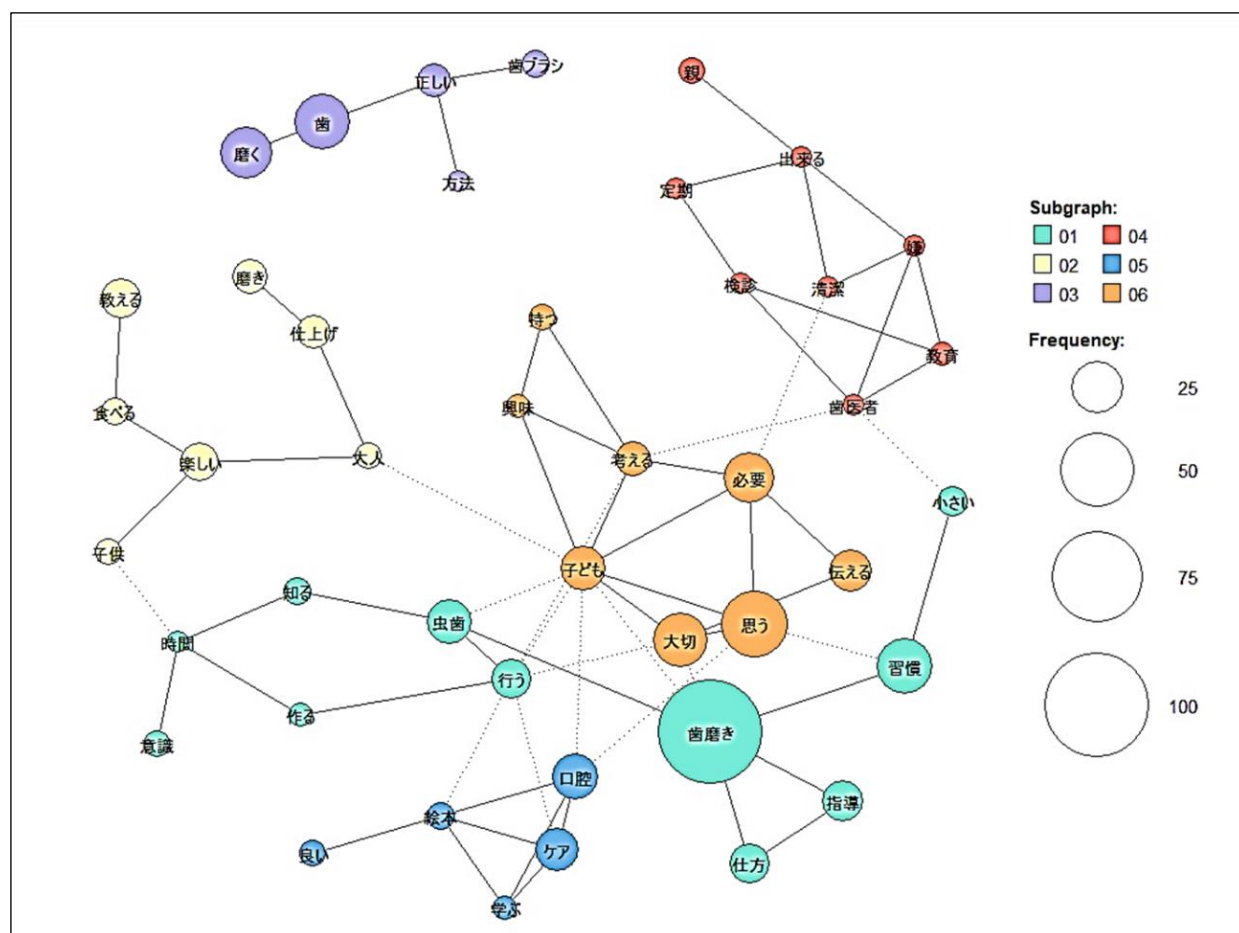 歯ブラシ
正しい
歯
磨く
方法
親
出来る
定期
嫌
検診
清潔
教育
歯医者
Subgraph:
01 04
02 05
03 06
Frequency:
25
50
75
100
磨き
教える
仕上げ
食べる
楽しい
大人
子供
持つ
興味
考える
必要
小さい
子ども
伝える
思う
大切
知る
虫歯
時間
行う
習慣
作る
意識
歯磨き
口腔
指導
絵本
ケア
良い
仕方
学ぶ